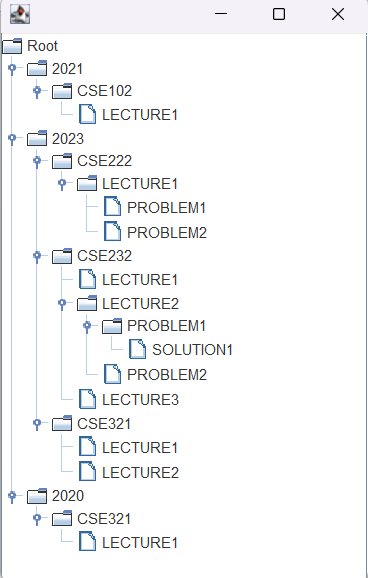 Root
2021
CSE102
LECTURE1
2023
CSE222
LECTURE1
PROBLEM1
PROBLEM2
CSE232
LECTURE1
LECTURE2
PROBLEM1
SOLUTION1
PROBLEM2
LECTURE3
CSE321
LECTURE1
LECTURE2
2020
CSE321
LECTURE1